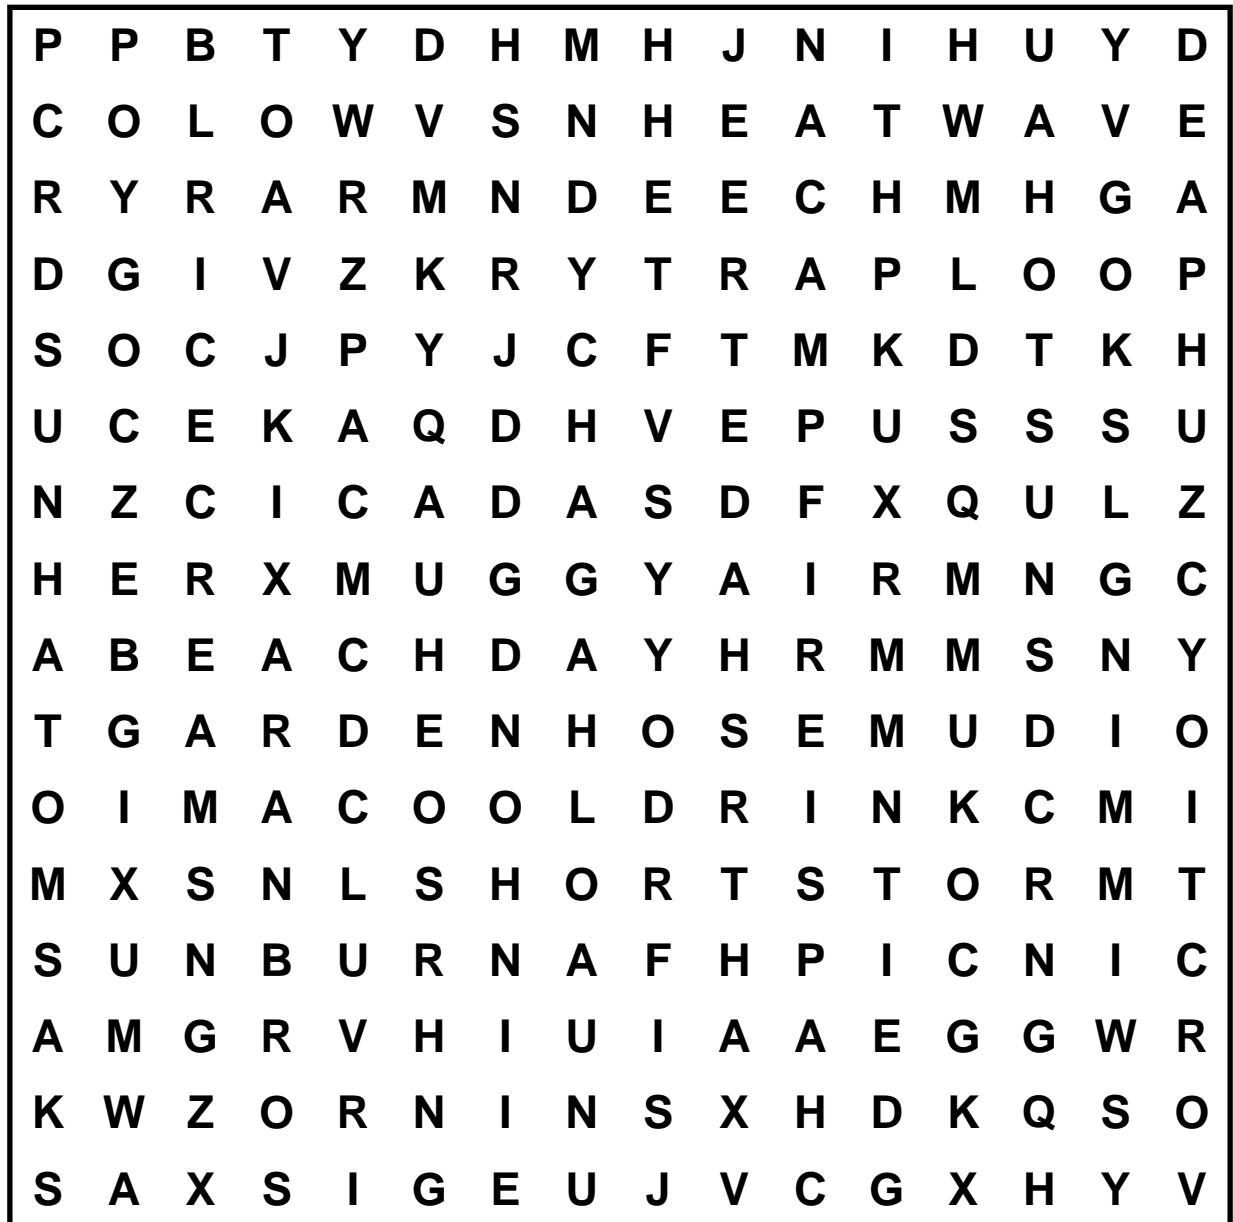 P P B T Y D H M H J N I H U Y D
C O L O W V S N H E A T W A V E
R Y R A R M N D E E C H M H G A
D G I V Z K R Y T R A P L O O P
S O C J P Y J C F T M K D T K H
U C E K A Q D H V E P U S S S U
N Z C I C A D A S D F X Q U L Z
H E R X M U G G Y A I R M N G C
A B E A C H D A Y H R M M S N Y
T G A R D E N H O S E M U D I O
O I M A C O O L D R I N K C M I
M X S N L S H O R T S T O R M T
S U N B U R N A F H P I C N I C
A M G R V H I U I A A E G G W R
K W Z O R N I N S X H D K Q S O
S A X S I G E U J V C G X H Y V